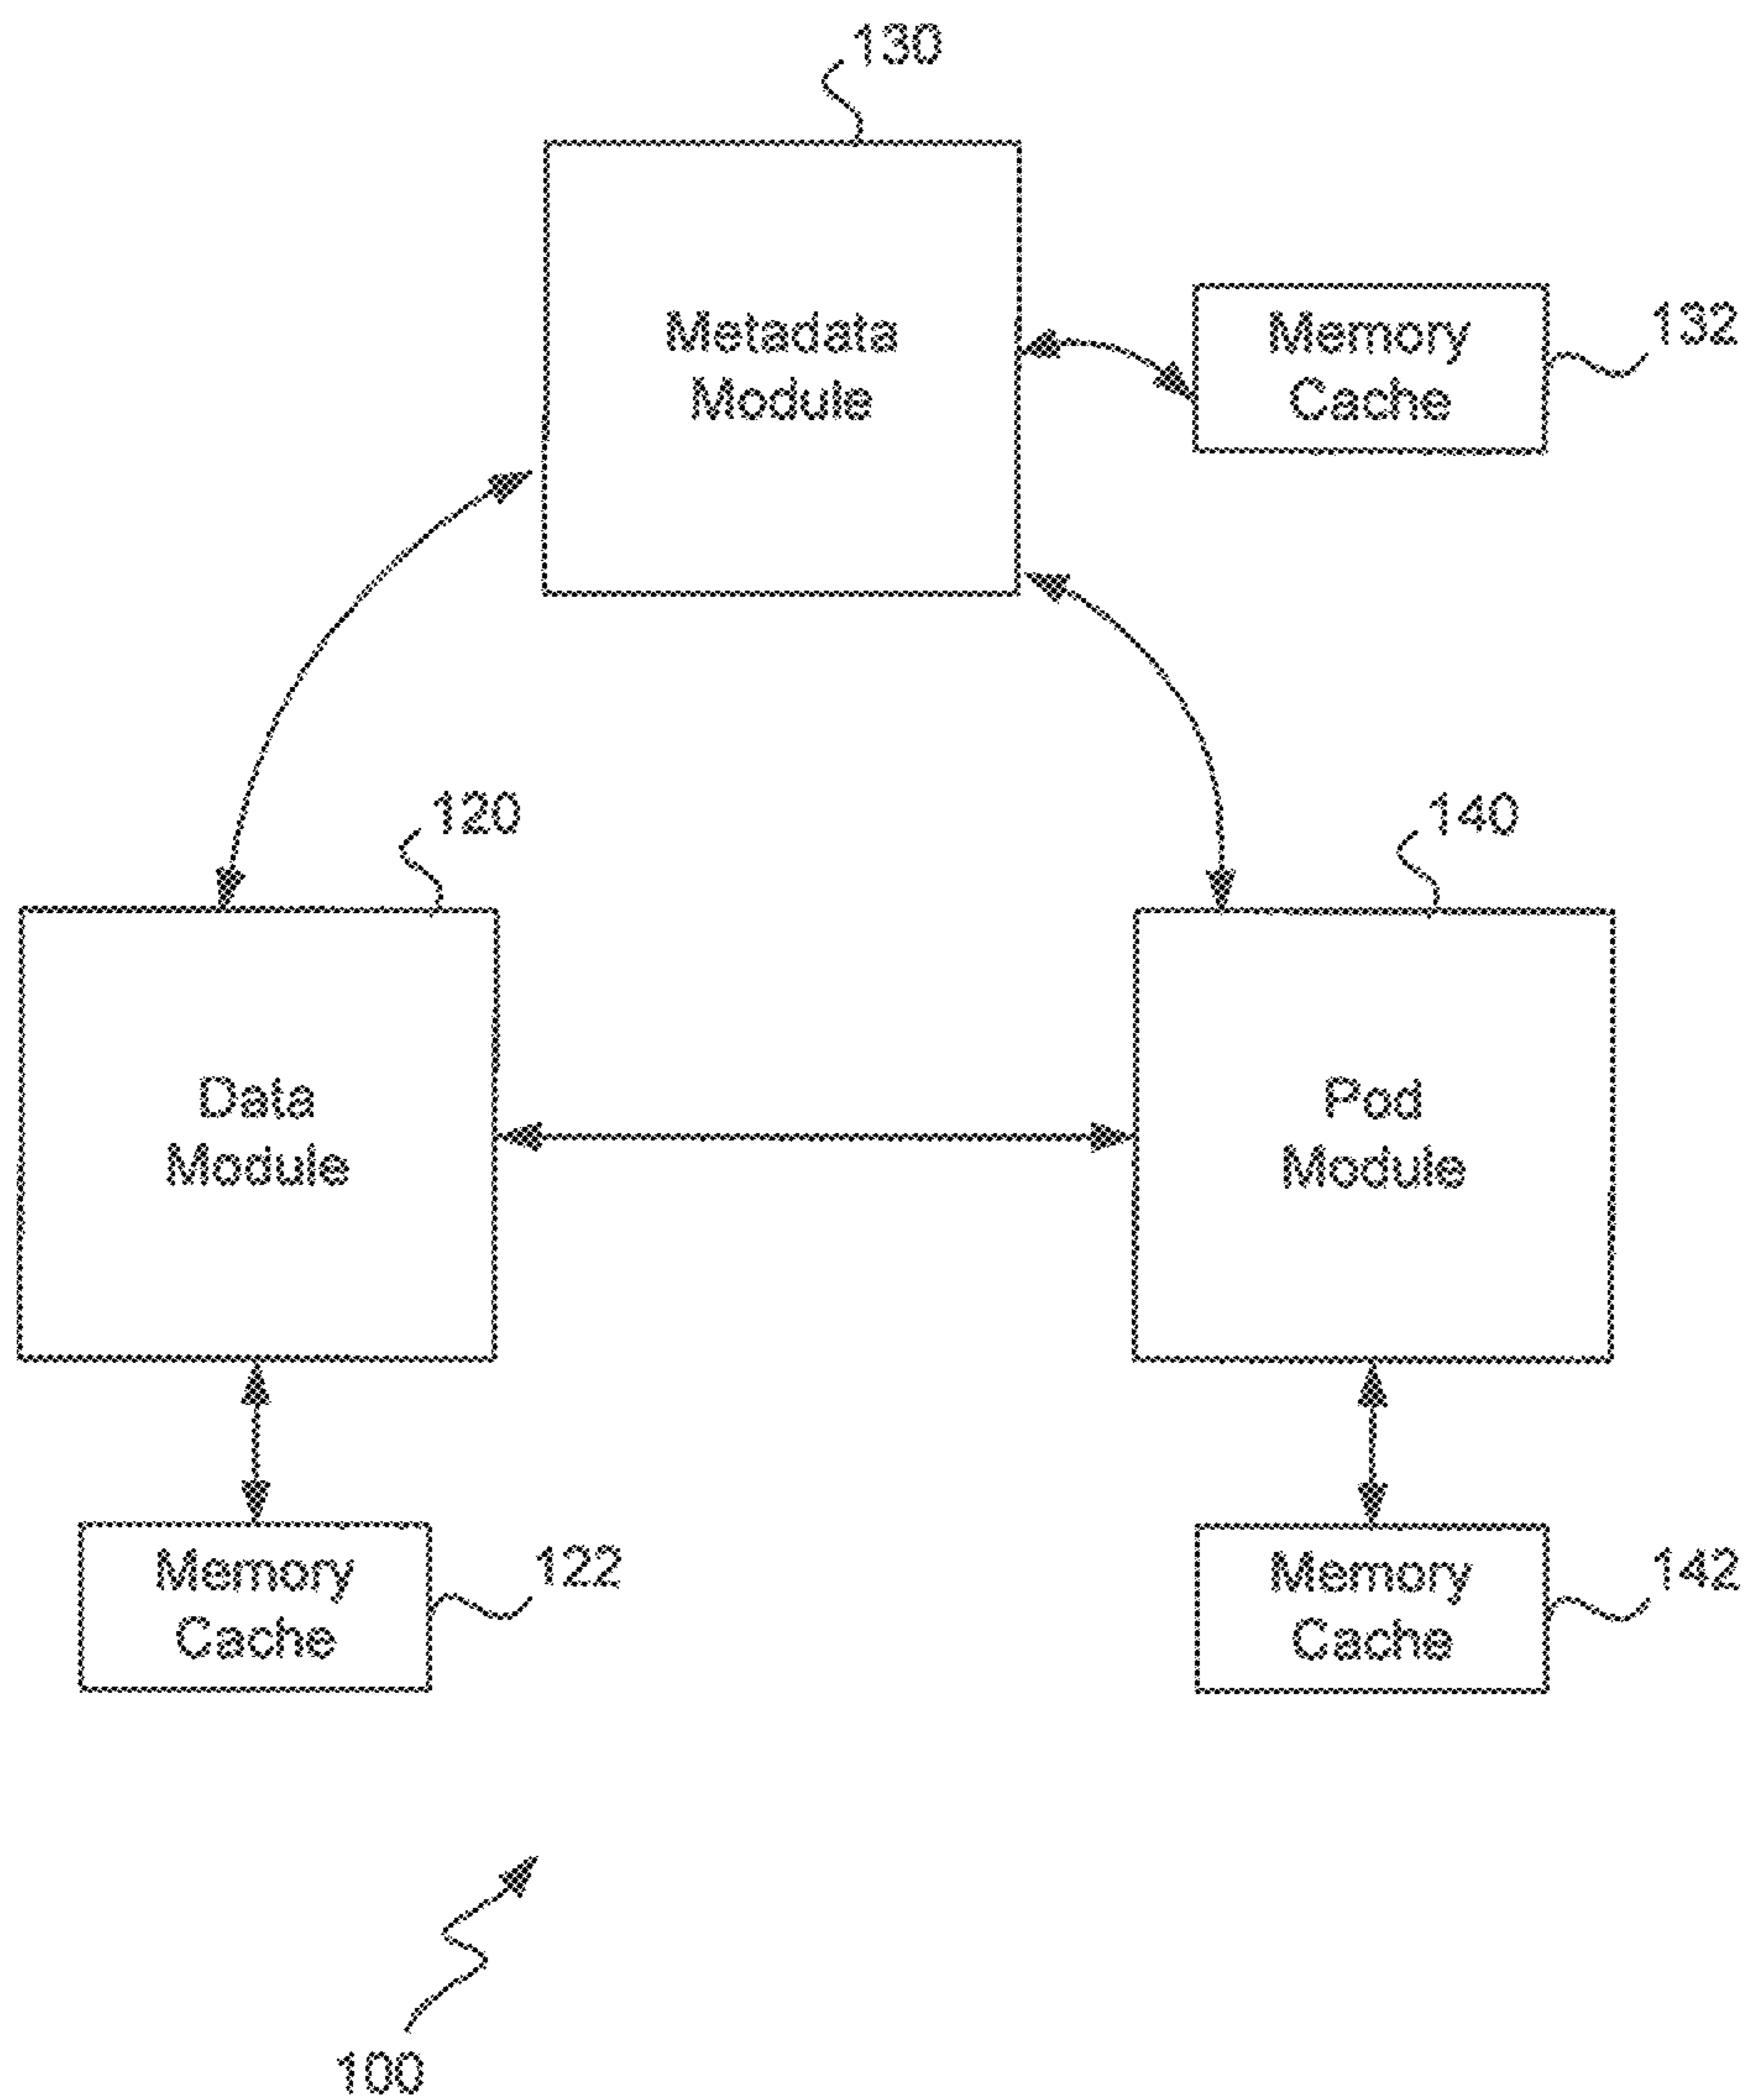 130
Metadata
Module
Memory
Cache
132
120
140
Data
Module
Pod
Module
Memory
Cache
122
Memory
Cache
142
100